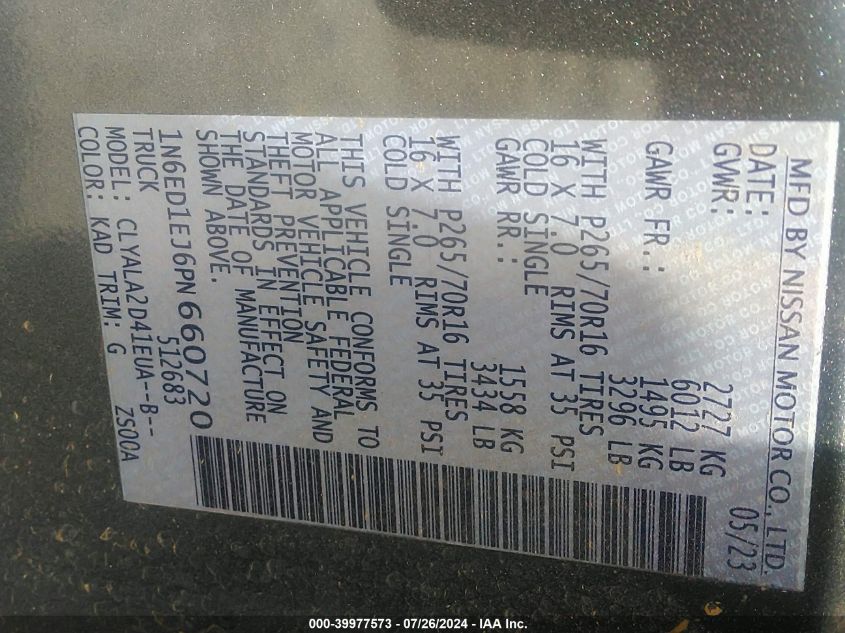 MFD BY NISSAN MOTOR CO., LTD.
DATE: 05/23
GVWR: 2727 KG
6012 LB
GAWR FR.: 1495 KG
3296 LB
WITH P265/70R16 TIRES
16 X 7.0 RIMS AT 35 PSI
COLD SINGLE
GAWR RR.: 1558 KG
3434 LB
WITH P265/70R16 TIRES
16 X 7.0 RIMS AT 35 PSI
COLD SINGLE
THIS VEHICLE CONFORMS TO
ALL APPLICABLE FEDERAL
MOTOR VEHICLE SAFETY AND
THEFT PREVENTION
STANDARDS IN EFFECT ON
THE DATE OF MANUFACTURE
SHOWN ABOVE.
1N6ED1EJ6PN660720
TRUCK 512683
MODEL: CLYALA2D41EUA--B--
COLOR: KAD TRIM: G ZS00A
000-39977573 - 07/26/2024 - IAA Inc.